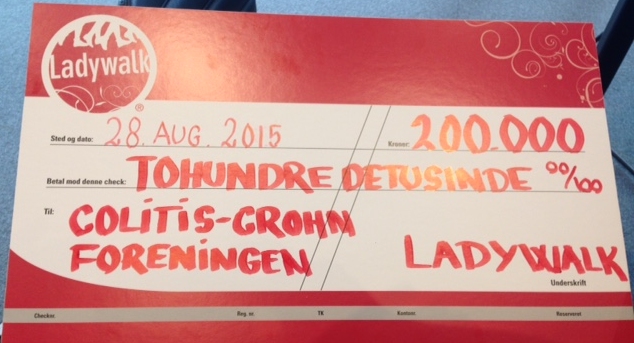 Ladywalk
®
Sted og dato: 28. AUG. 2015 Kroner: 200.000
Betal mod denne check: TOHUNDREDETUSINDE 00/100
Til: COLITIS-CROHN
FORENINGEN LADYWALK
Underskrift
Checknr. Reg. nr. TK Kontonr. Reserveret